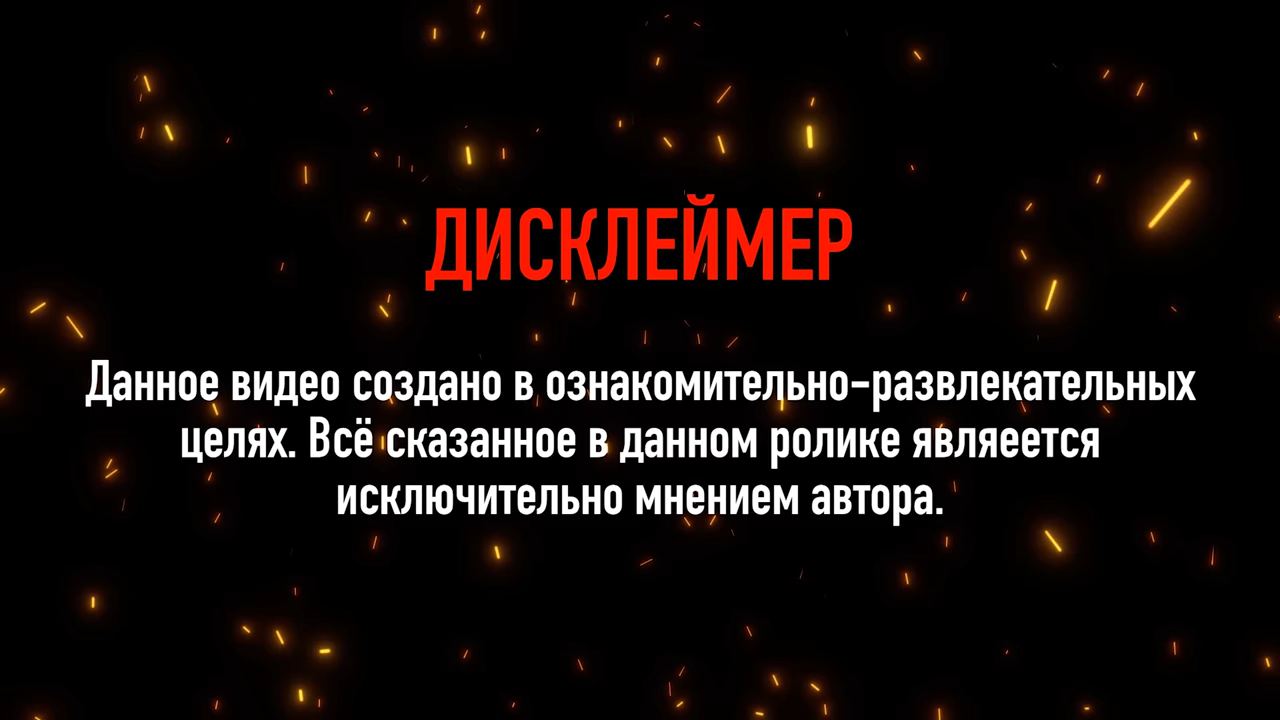 ДИСКЛЕЙМЕР
Данное видео создано в ознакомительно-развлекательных
целях. Всё сказанное в данном ролике являеется
исключительно мнением автора.